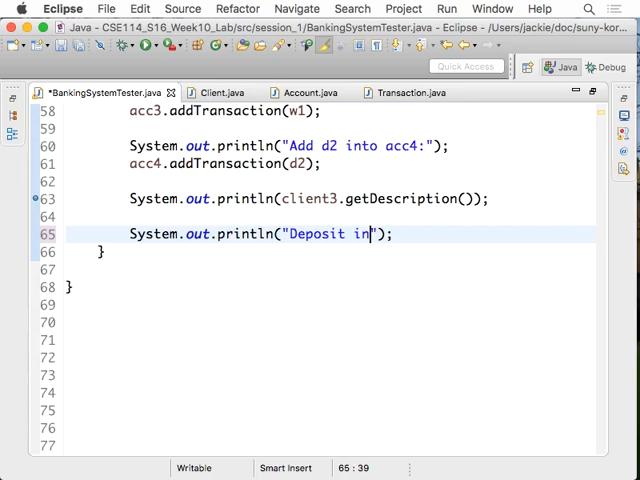 Eclipse File Edit Source Refactor Navigate Search Project Run Window Help
Java - CSE114_S16_Week10_Lab/src/session_1/BankingSystemTester.java - Eclipse - /Users/jackie/doc/suny-kor...
Quick Access Java Debug
*BankingSystemTester.java Client.java Account.java Transaction.java
58 acc3.addTransaction(w1);
59
60 System.out.println("Add d2 into acc4:");
61 acc4.addTransaction(d2);
62
63 System.out.println(client3.getDescription());
64
65 System.out.println("Deposit in");
66 }
67
68 }
69
70
71
72
73
74
75
76
77
Writable Smart Insert 65 : 39